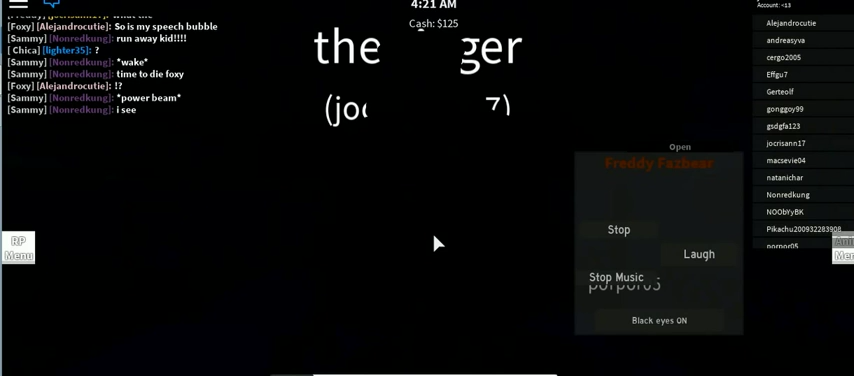 Account: <13
4:21 AM
Cash: $125
[Foxy] [Alejandrocutie]: So is my speech bubble
[Sammy] [Nonredkung]: run away kid!!!!
[ Chica] [lighter35]: ?
[Sammy] [Nonredkung]: *wake*
[Sammy] [Nonredkung]: time to die foxy
[Foxy] [Alejandrocutie]: !?
[Sammy] [Nonredkung]: *power beam*
[Sammy] [Nonredkung]: i see
the
RP
Menu
Open
Freddy Fazbear
Stop
Laugh
Stop Music
porpor05
Black eyes ON
Alejandrocutie
andreasyva
cergo2005
Effgu7
Gerteolf
gonggoy99
gsdgfa123
jocrisann17
macsevie04
natanichar
Nonredkung
NOObYyBK
Pikachu200932283908
porpor05